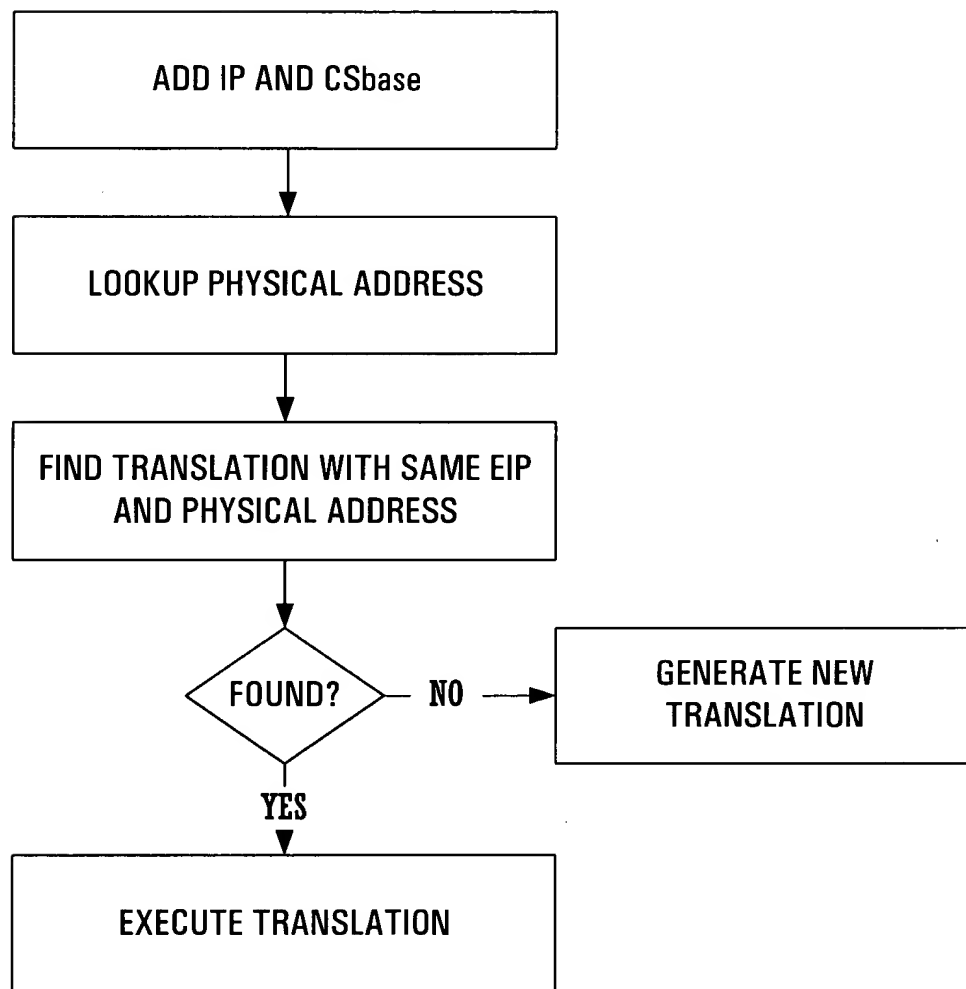 ADD IP AND CSbase
LOOKUP PHYSICAL ADDRESS
FIND TRANSLATION WITH SAME EIP
AND PHYSICAL ADDRESS
FOUND?
NO
GENERATE NEW
TRANSLATION
YES
EXECUTE TRANSLATION